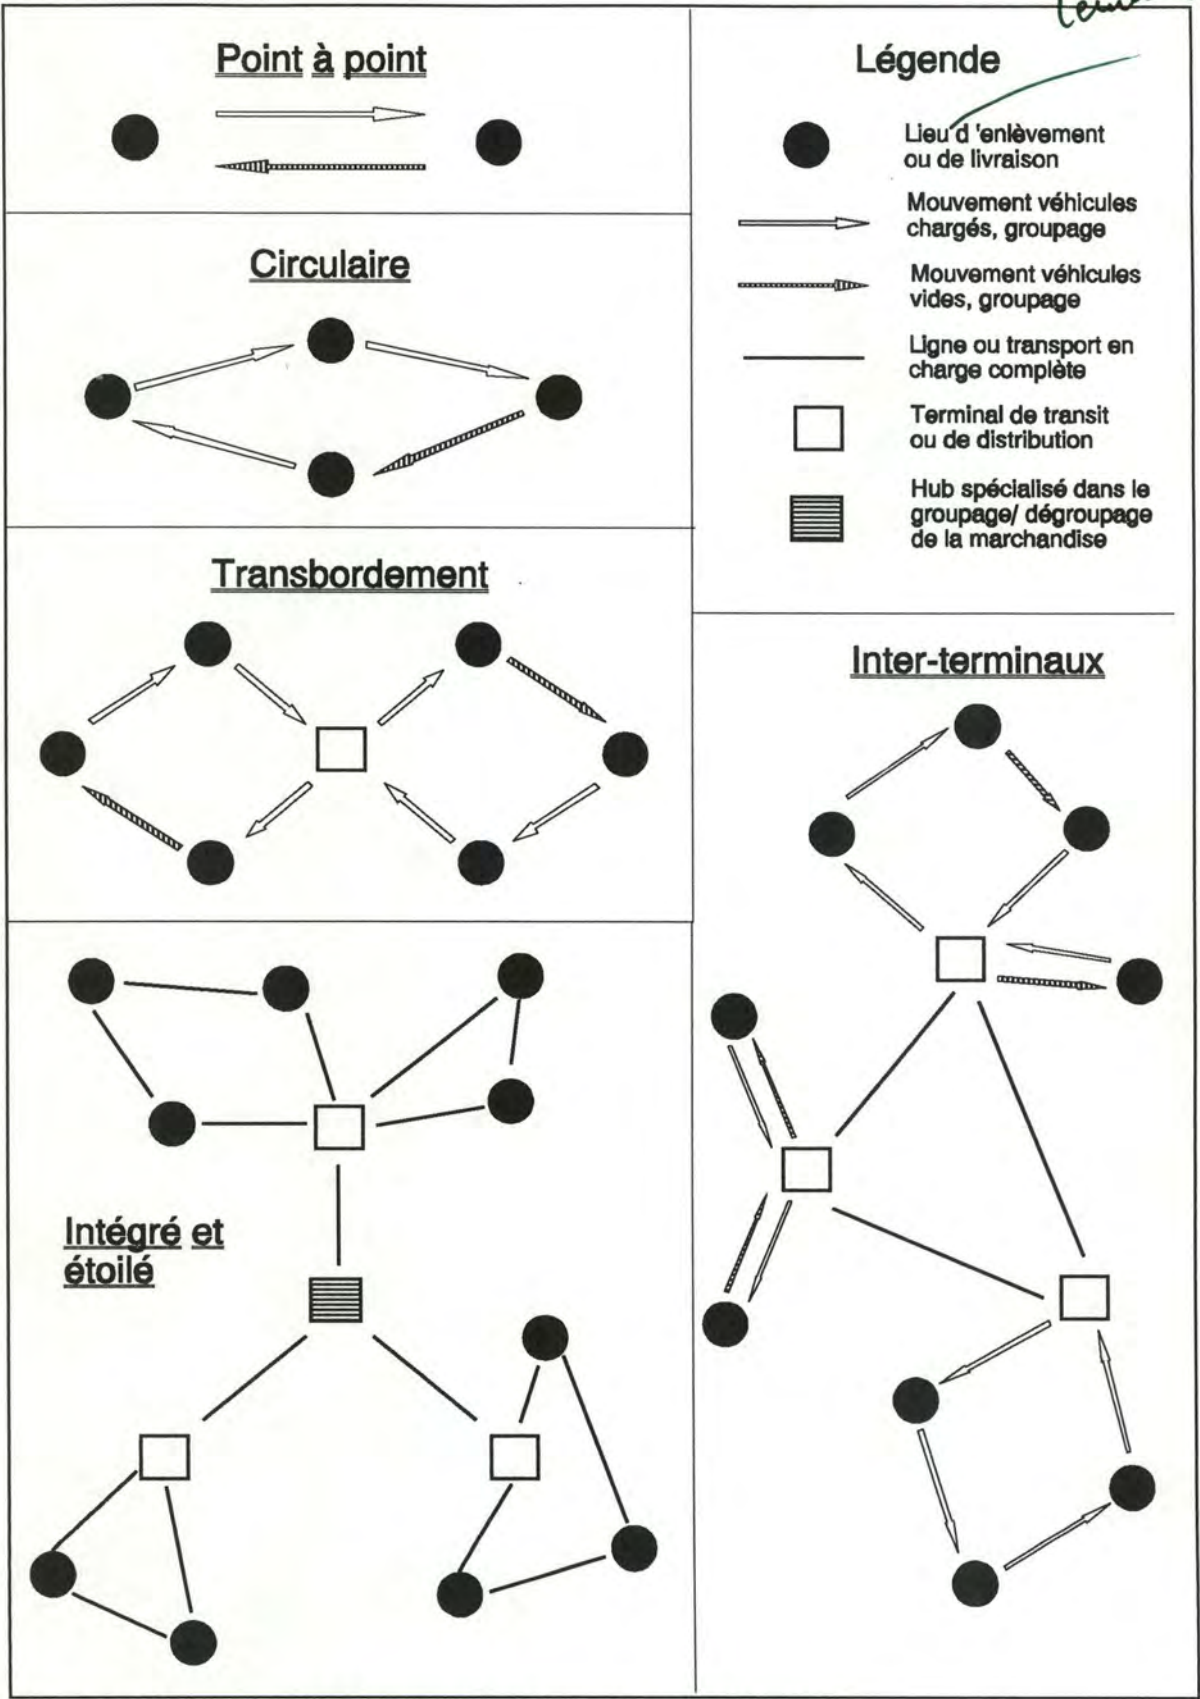 Point à point
Circulaire
Transbordement
Intégré et
étoilé
Légende
Lieu d 'enlèvement
ou de livraison
Mouvement véhicules
chargés, groupage
Mouvement véhicules
vides, groupage
Ligne ou transport en
charge complète
Terminal de transit
ou de distribution
Hub spécialisé dans le
groupage/ dégroupage
de la marchandise
Inter-terminaux